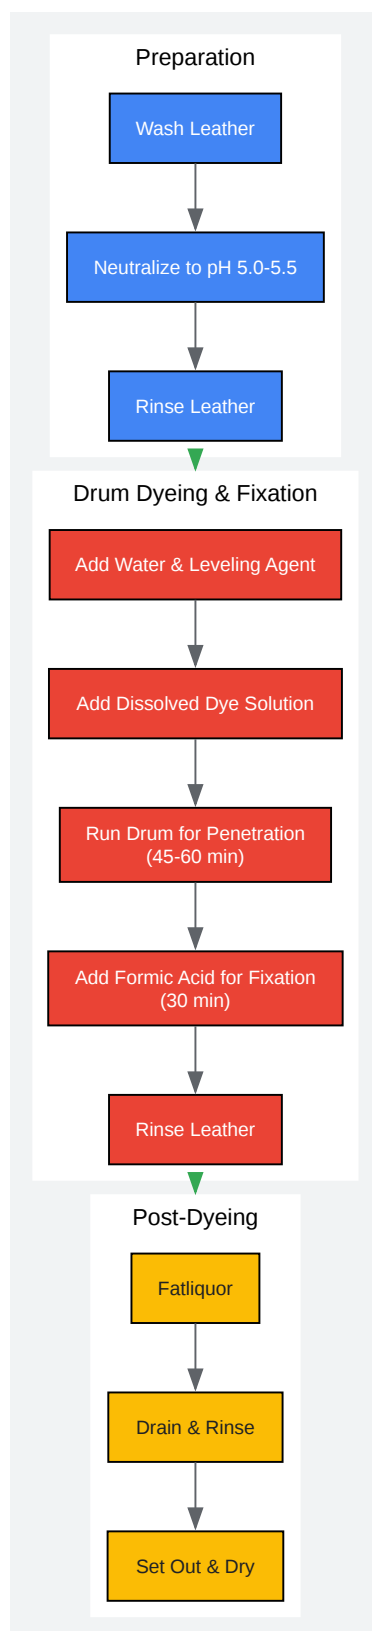 Preparation
Wash Leather
Neutralize to pH 5.0-5.5
Rinse Leather
Drum Dyeing & Fixation
Add Water & Leveling Agent
Add Dissolved Dye Solution
Run Drum for Penetration
(45-60 min)
Add Formic Acid for Fixation
(30 min)
Rinse Leather
Post-Dyeing
Fatliquor
Drain & Rinse
Set Out & Dry